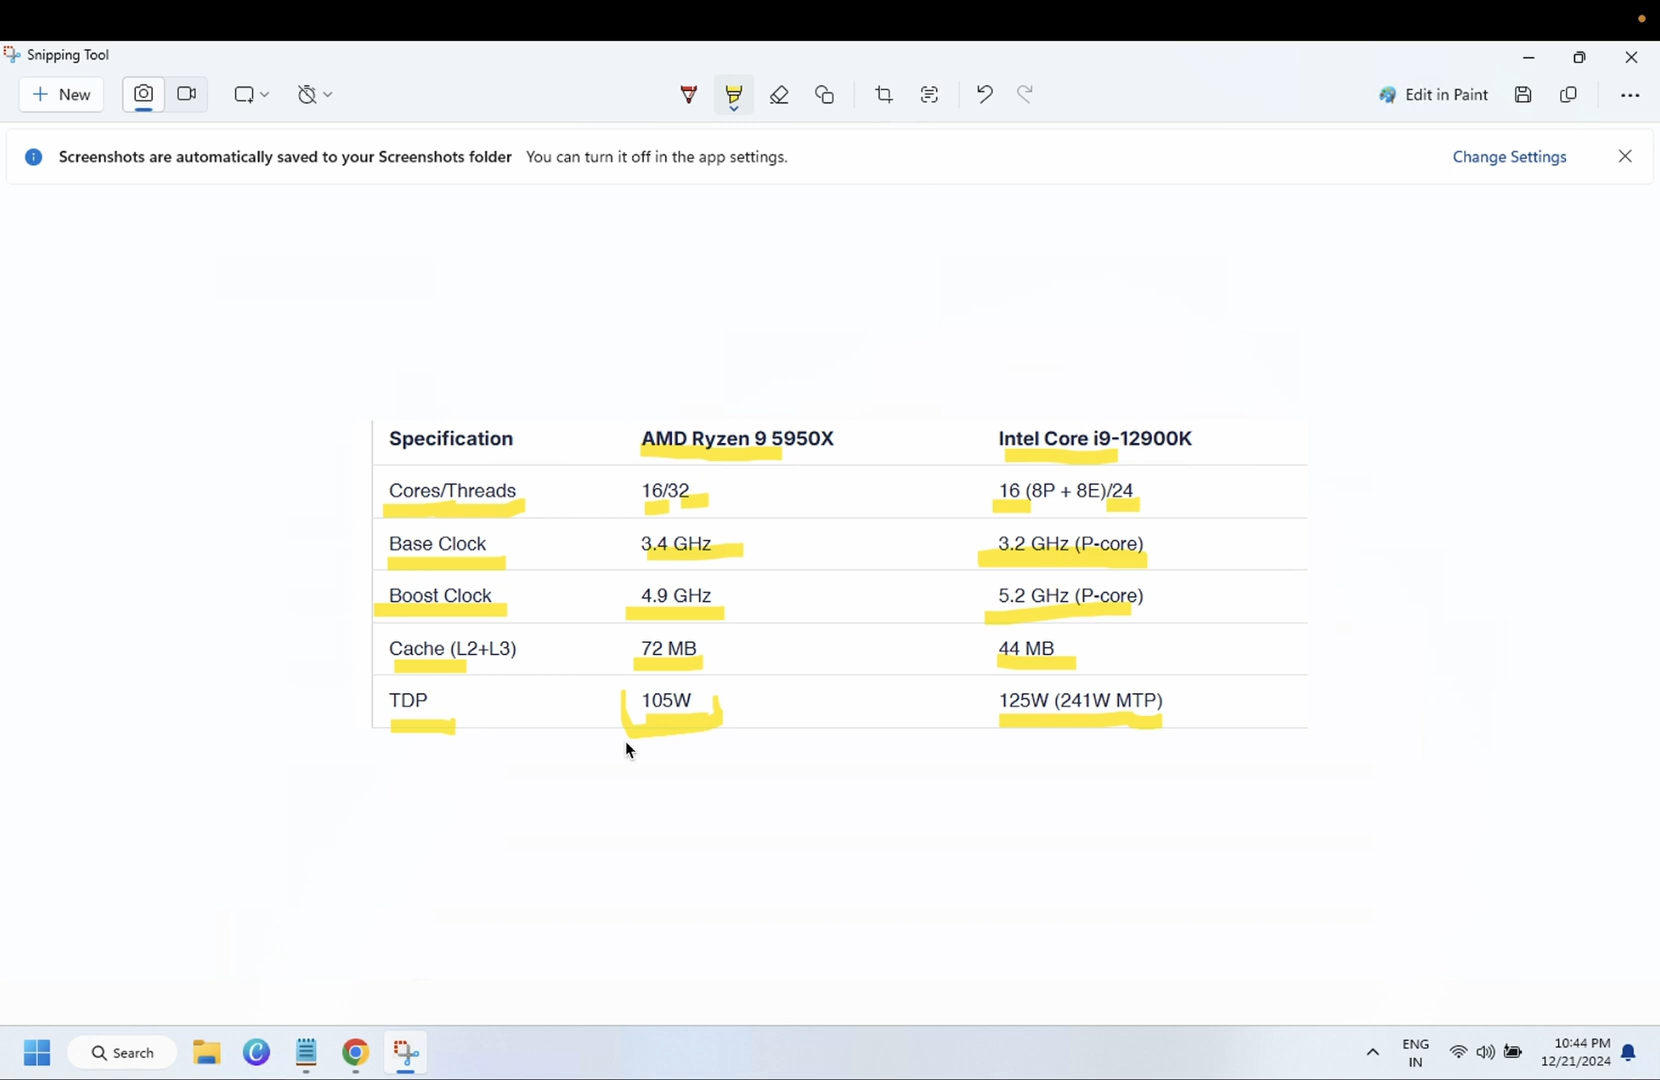 Snipping Tool
New
Edit in Paint
Screenshots are automatically saved to your Screenshots folder You can turn it off in the app settings. Change Settings
Specification AMD Ryzen 9 5950X Intel Core i9-12900K
Cores/Threads 16/32 16 (8P + 8E)/24
Base Clock 3.4 GHz 3.2 GHz (P-core)
Boost Clock 4.9 GHz 5.2 GHz (P-core)
Cache (L2+L3) 72 MB 44 MB
TDP 105W 125W (241W MTP)
Search
ENG
IN
10:44 PM
12/21/2024